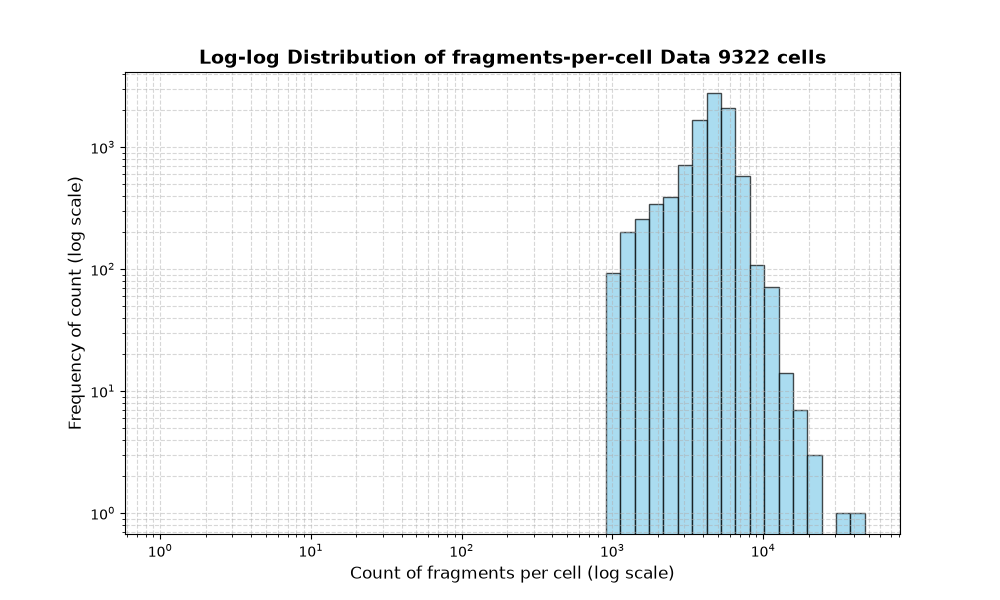 Log-log Distribution of fragments-per-cell Data 9322 cells
Frequency of count (log scale)
10³
10²
10¹
10⁰
10⁰ 10¹ 10² 10³ 10⁴
Count of fragments per cell (log scale)